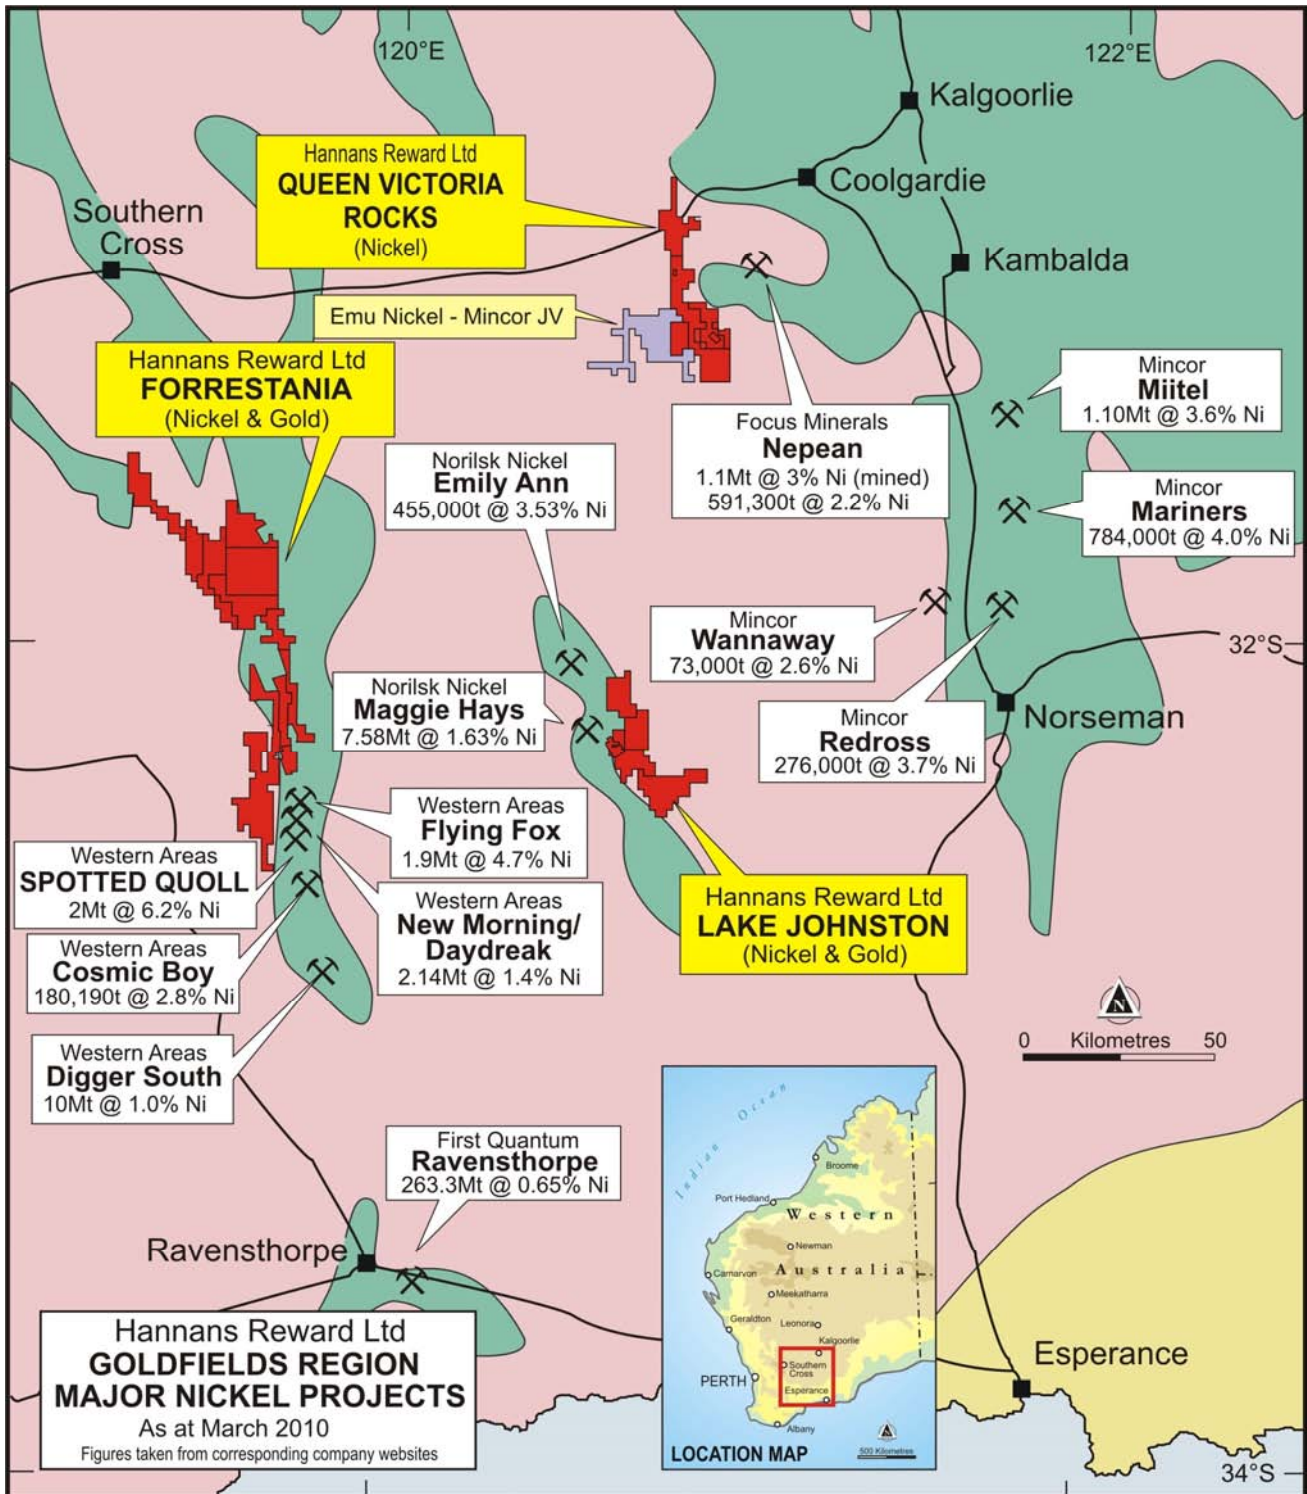 120°E
122°E
Kalgoorlie
Hannans Reward Ltd
QUEEN VICTORIA
ROCKS
(Nickel)
Coolgardie
Southern
Cross
Kambalda
Emu Nickel - Mincor JV
Hannans Reward Ltd
FORRESTANIA
(Nickel & Gold)
Mincor
Miitel
1.10Mt @ 3.6% Ni
Focus Minerals
Nepean
1.1Mt @ 3% Ni (mined)
591,300t @ 2.2% Ni
Norilsk Nickel
Emily Ann
455,000t @ 3.53% Ni
Mincor
Mariners
784,000t @ 4.0% Ni
Mincor
Wannaway
73,000t @ 2.6% Ni
32°S
Norilsk Nickel
Maggie Hays
7.58Mt @ 1.63% Ni
Mincor
Redross
276,000t @ 3.7% Ni
Norseman
Western Areas
Flying Fox
1.9Mt @ 4.7% Ni
Western Areas
SPOTTED QUOLL
2Mt @ 6.2% Ni
Western Areas
New Morning/
Daydreak
2.14Mt @ 1.4% Ni
Hannans Reward Ltd
LAKE JOHNSTON
(Nickel & Gold)
Western Areas
Cosmic Boy
180,190t @ 2.8% Ni
N
0 Kilometres 50
Western Areas
Digger South
10Mt @ 1.0% Ni
First Quantum
Ravensthorpe
263.3Mt @ 0.65% Ni
Ravensthorpe
Indian Ocean
Broome
Port Hedland
Western
Newman
Australia
Carnarvon
Meekatharra
Geraldton
Leonora
Kalgoorlie
Southern
Cross
PERTH
Esperance
Albany
N
500 Kilometres
LOCATION MAP
Esperance
34°S
Hannans Reward Ltd
GOLDFIELDS REGION
MAJOR NICKEL PROJECTS
As at March 2010
Figures taken from corresponding company websites